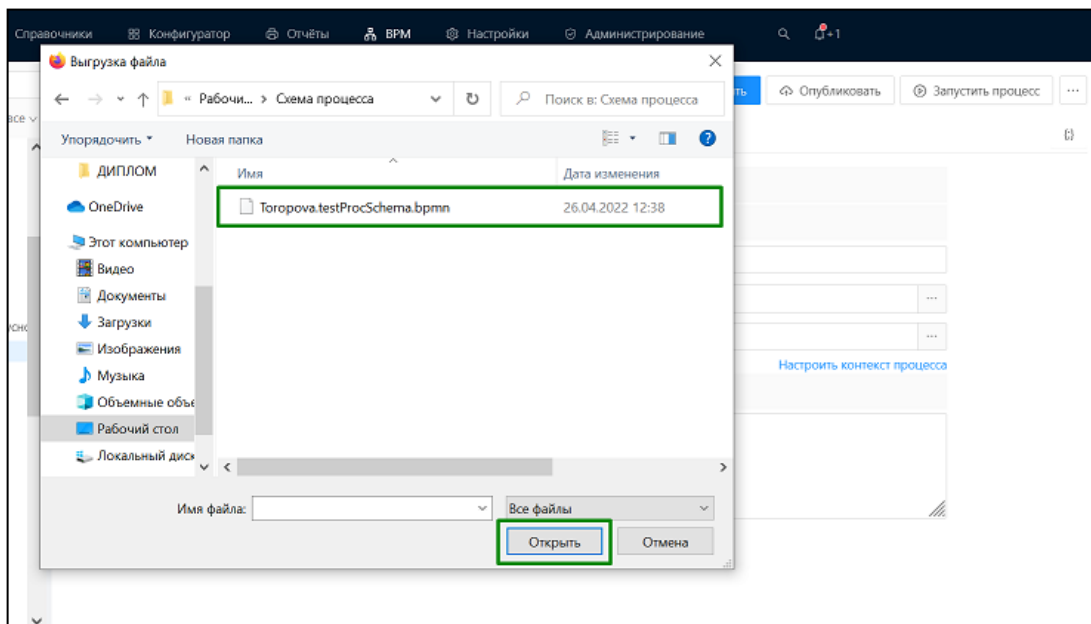 Справочники Конфигуратор Отчёты BPM Настройки Администрирование +1
Выгрузка файла
« Рабочи... > Схема процесса Поиск в: Схема процесса
Опубликовать Запустить процесс ...
все
Упорядочить Новая папка
Имя Дата изменения
Toropova.testProcSchema.bpmn 26.04.2022 12:38
ДИПЛОМ
OneDrive
Этот компьютер
Видео
Документы
Загрузки
Изображения
Музыка
Объемные объе
Рабочий стол
Локальный диск
Настроить контекст процесса
Имя файла: Все файлы
Открыть Отмена